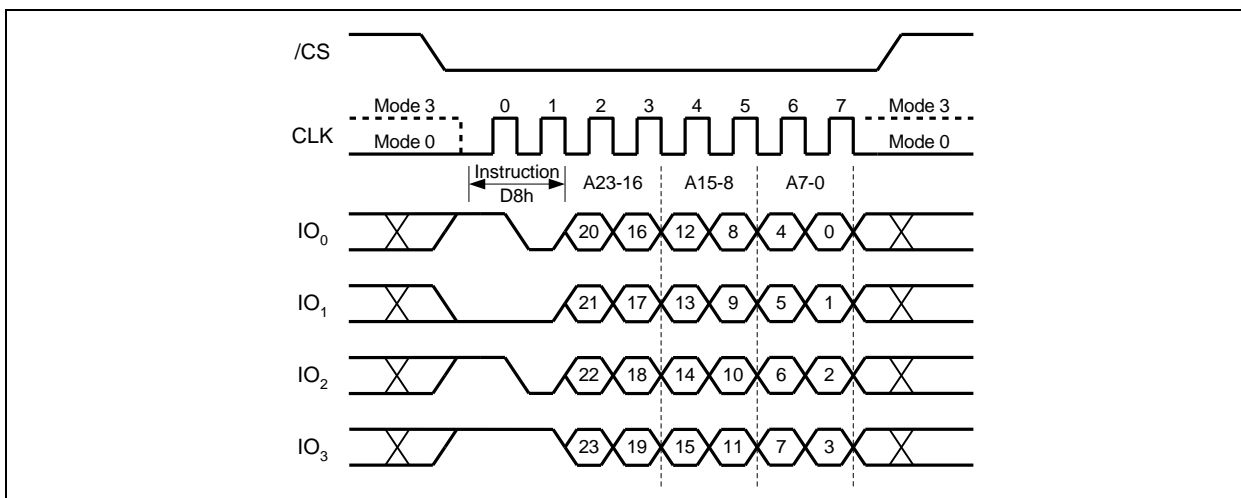 /CS
Mode 3 0 1 2 3 4 5 6 7 Mode 3
CLK
Mode 0 Mode 0
Instruction
D8h A23-16 A15-8 A7-0
IO0 20 16 12 8 4 0
IO1 21 17 13 9 5 1
IO2 22 18 14 10 6 2
IO3 23 19 15 11 7 3